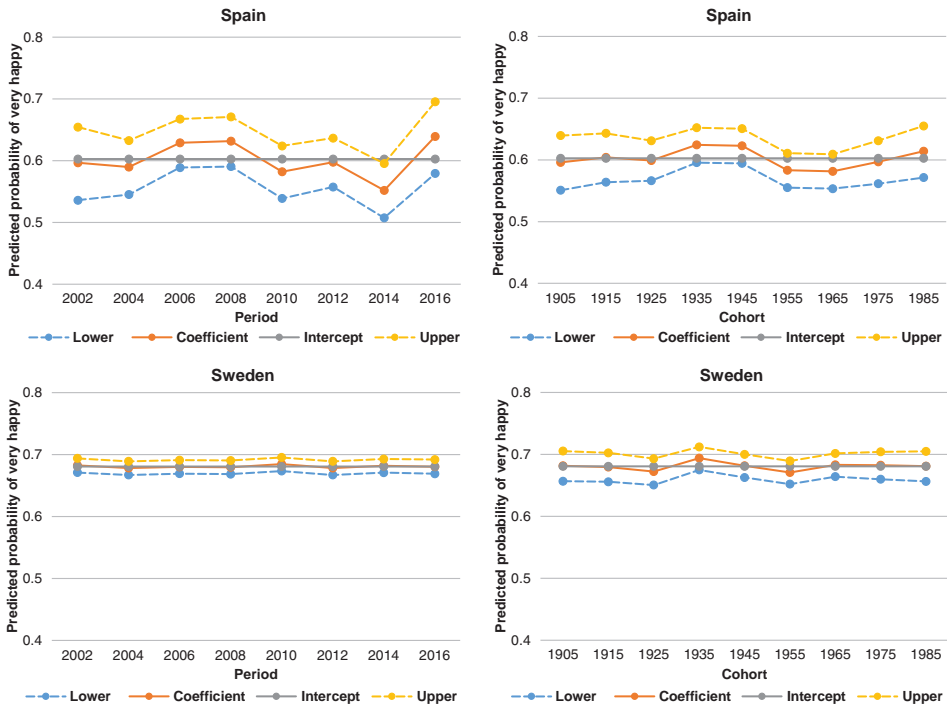 Spain
Predicted probability of very happy
0.8
0.7
0.6
0.5
0.4
2002 2004 2006 2008 2010 2012 2014 2016
Period
Lower Coefficient Intercept Upper
Spain
Predicted probability of very happy
0.8
0.7
0.6
0.5
0.4
1905 1915 1925 1935 1945 1955 1965 1975 1985
Cohort
Lower Coefficient Intercept Upper
Sweden
Predicted probability of very happy
0.8
0.7
0.6
0.5
0.4
2002 2004 2006 2008 2010 2012 2014 2016
Period
Lower Coefficient Intercept Upper
Sweden
Predicted probability of very happy
0.8
0.7
0.6
0.5
0.4
1905 1915 1925 1935 1945 1955 1965 1975 1985
Cohort
Lower Coefficient Intercept Upper